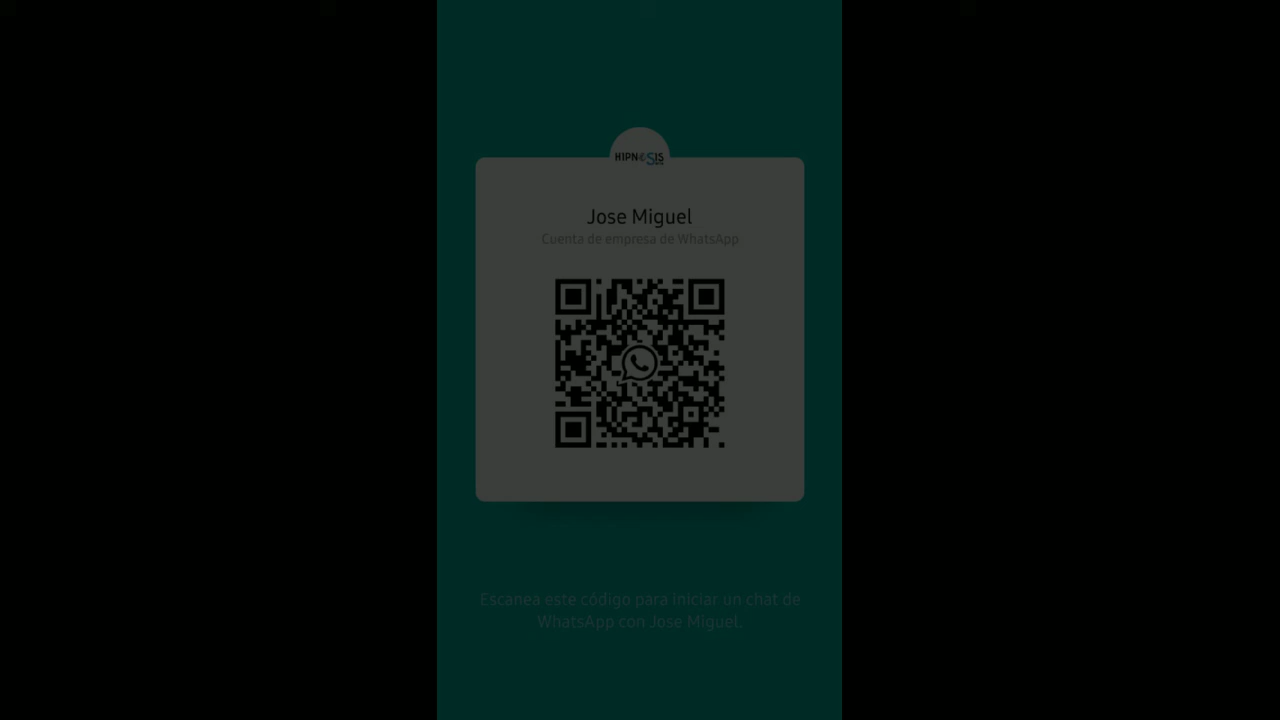 HIPNOSIS
Jose Miguel
Cuenta de empresa de WhatsApp
Escanea este código para iniciar un chat de
WhatsApp con Jose Miguel.